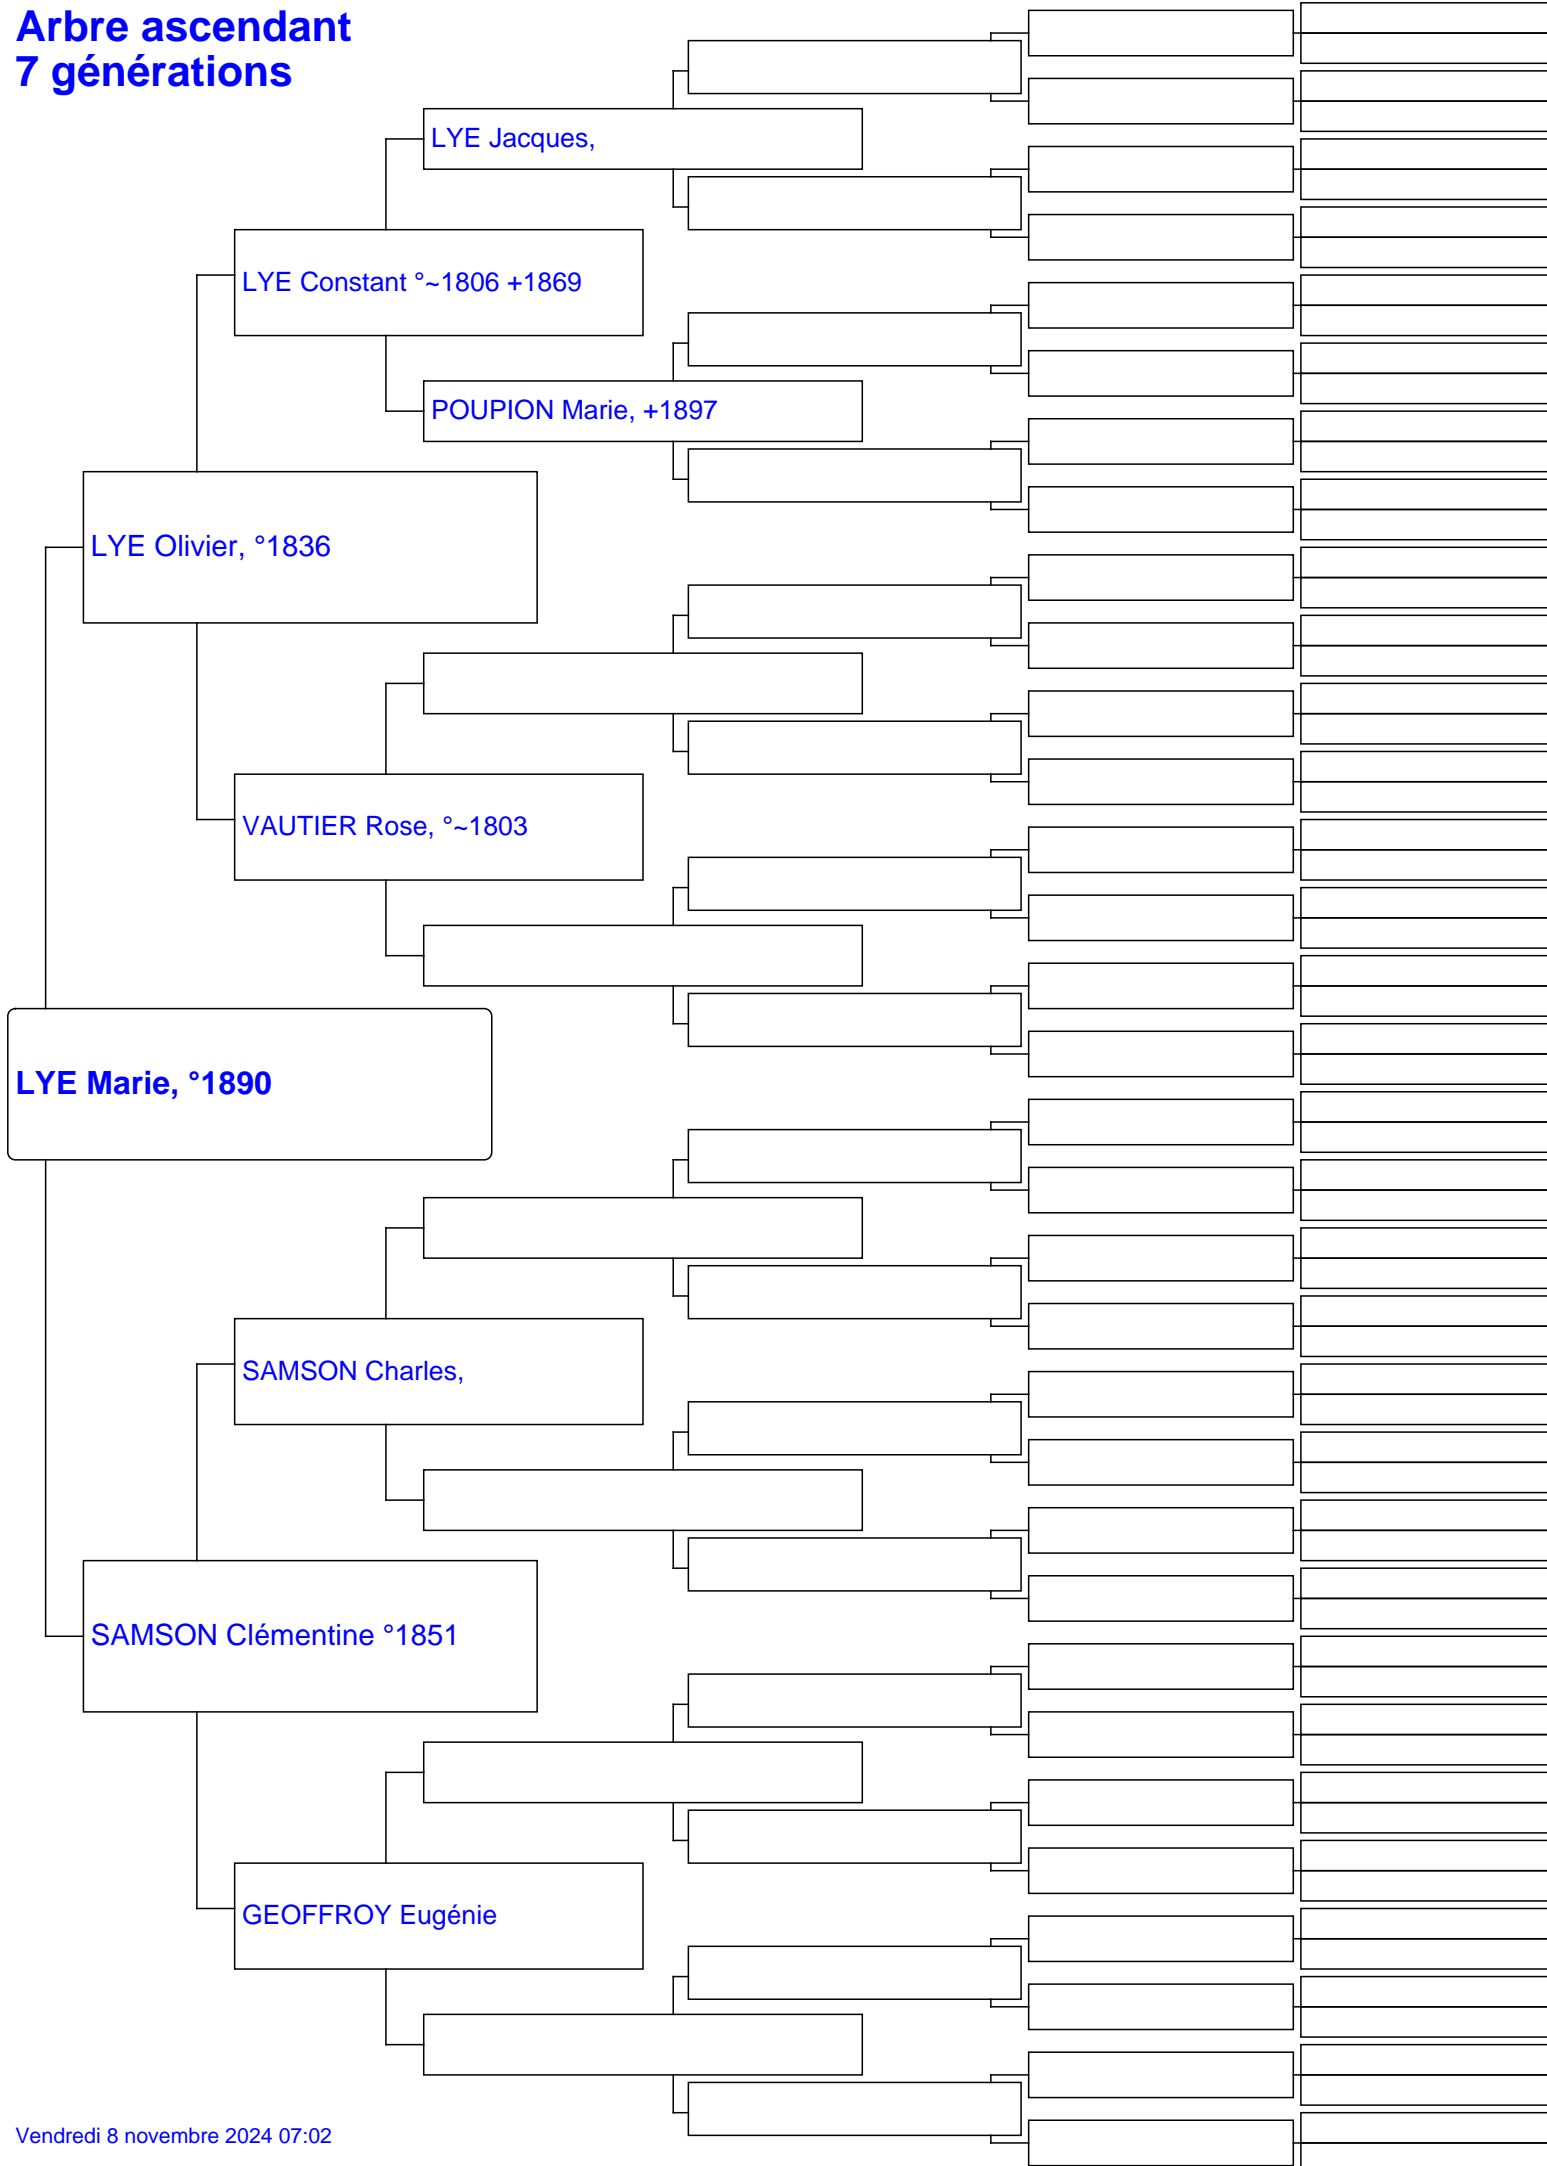 Arbre ascendant
7 générations
LYE Jacques,
LYE Constant °~1806 +1869
POUPION Marie, +1897
LYE Olivier, °1836
VAUTIER Rose, °~1803
LYE Marie, °1890
SAMSON Charles,
SAMSON Clémentine °1851
GEOFFROY Eugénie
Vendredi 8 novembre 2024 07:02